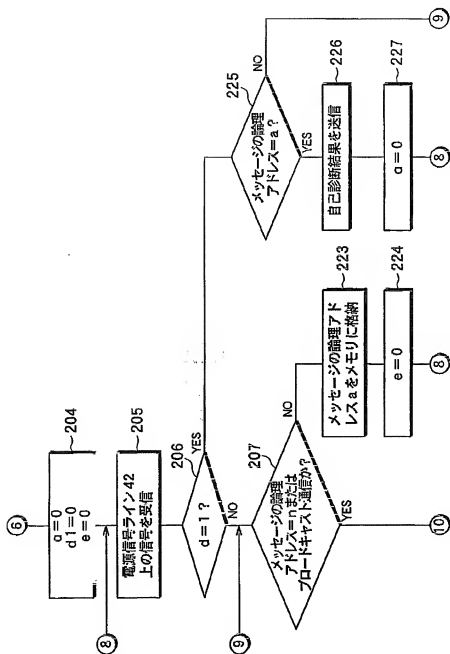 ⑥
a=0
d1=0
e=0
204
⑧
電源信号ライン42
上の信号を受信
205
d=1?
206
YES
NO
⑨
メッセージの論理
アドレス=nまたは
ブロードキャスト通信か?
207
NO
YES
⑩
メッセージの論理アド
レスaをメモリに格納
223
e=0
224
⑧
メッセージの論理
アドレス=a?
225
NO
YES
自己診断結果を送信
226
a=0
227
⑧
⑨